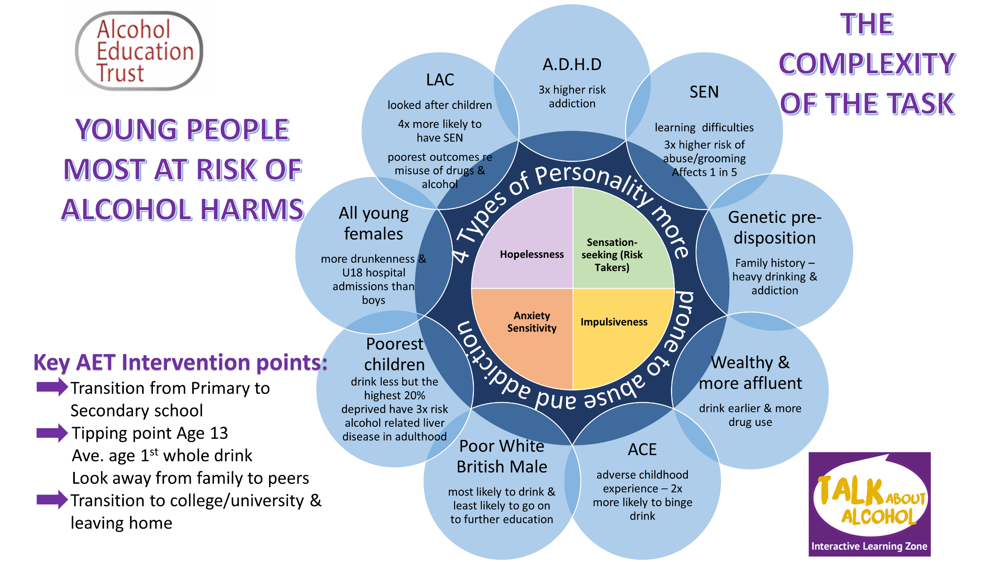 Alcohol
Education
Trust
YOUNG PEOPLE
MOST AT RISK OF
ALCOHOL HARMS
THE
COMPLEXITY
OF THE TASK
A.D.H.D
3x higher risk
addiction
SEN
learning difficulties
3x higher risk of
abuse/grooming
Affects 1 in 5
Genetic pre-
disposition
Family history –
heavy drinking &
addiction
Wealthy &
more affluent
drink earlier & more
drug use
ACE
adverse childhood
experience – 2x
more likely to binge
drink
Poor White
British Male
most likely to drink &
least likely to go on
to further education
Poorest
children
drink less but the
highest 20%
deprived have 3x risk
alcohol related liver
disease in adulthood
All young
females
more drunkenness &
U18 hospital
admissions than
boys
LAC
looked after children
4x more likely to
have SEN
poorest outcomes re
misuse of drugs &
alcohol
4 Types of Personality more
prone to abuse and addiction
Hopelessness
Sensation-
seeking (Risk
Takers)
Anxiety
Sensitivity
Impulsiveness
Key AET Intervention points:
Transition from Primary to
Secondary school
Tipping point Age 13
Ave. age 1st whole drink
Look away from family to peers
Transition to college/university &
leaving home
TALK ABOUT
ALCOHOL
Interactive Learning Zone